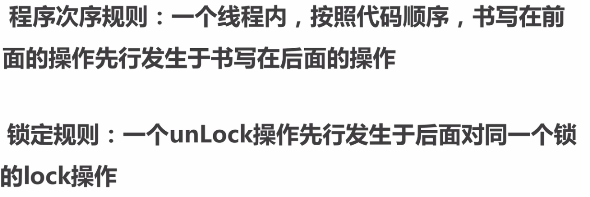 程序次序规则：一个线程内，按照代码顺序，书写在前
面的操作先行发生于书写在后面的操作
锁定规则：一个unLock操作先行发生于后面对同一个锁
的lock操作